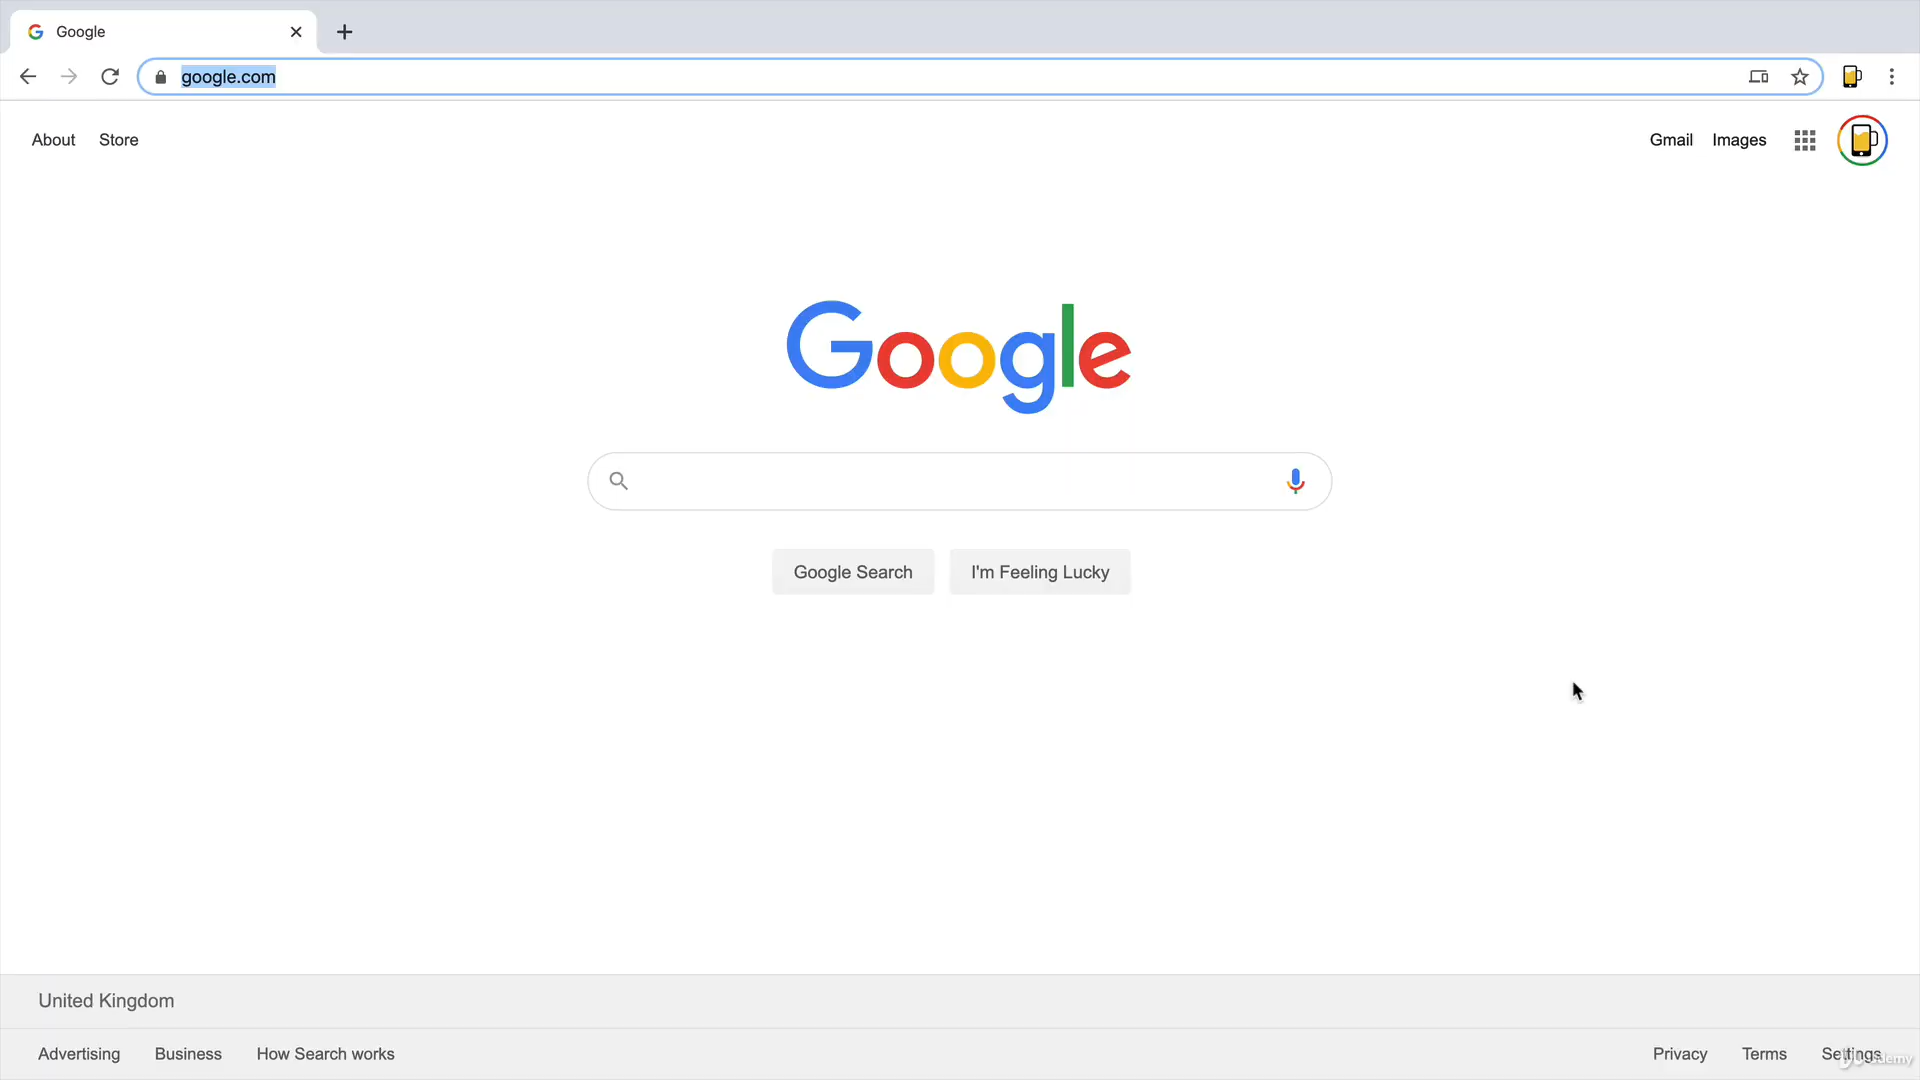 Google
google.com
About Store Gmail Images
Google
Google Search I'm Feeling Lucky
United Kingdom
Advertising Business How Search works Privacy Terms Settings